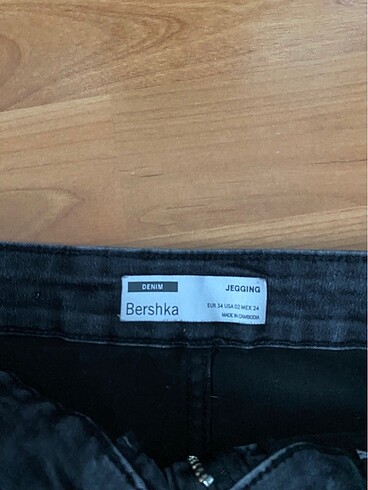 DENIM
JEGGING
Bershka
EUR 34 USA 02 MEX 24
MADE IN CAMBODIA